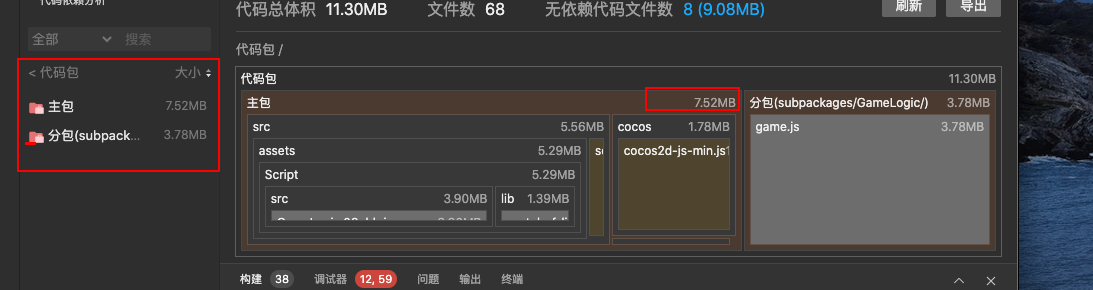 代码依赖分析
代码总体积 11.30MB 文件数 68 无依赖代码文件数 8 (9.08MB)
刷新 导出
全部 搜索
代码包 /
< 代码包 大小
主包 7.52MB
分包(subpack... 3.78MB
代码包 11.30MB
主包 7.52MB
分包(subpackages/GameLogic/) 3.78MB
src 5.56MB
cocos 1.78MB
game.js 3.78MB
assets 5.29MB
cocos2d-js-min.js
Script 5.29MB
src 3.90MB
lib 1.39MB
构建 38 调试器 12, 59 问题 输出 终端